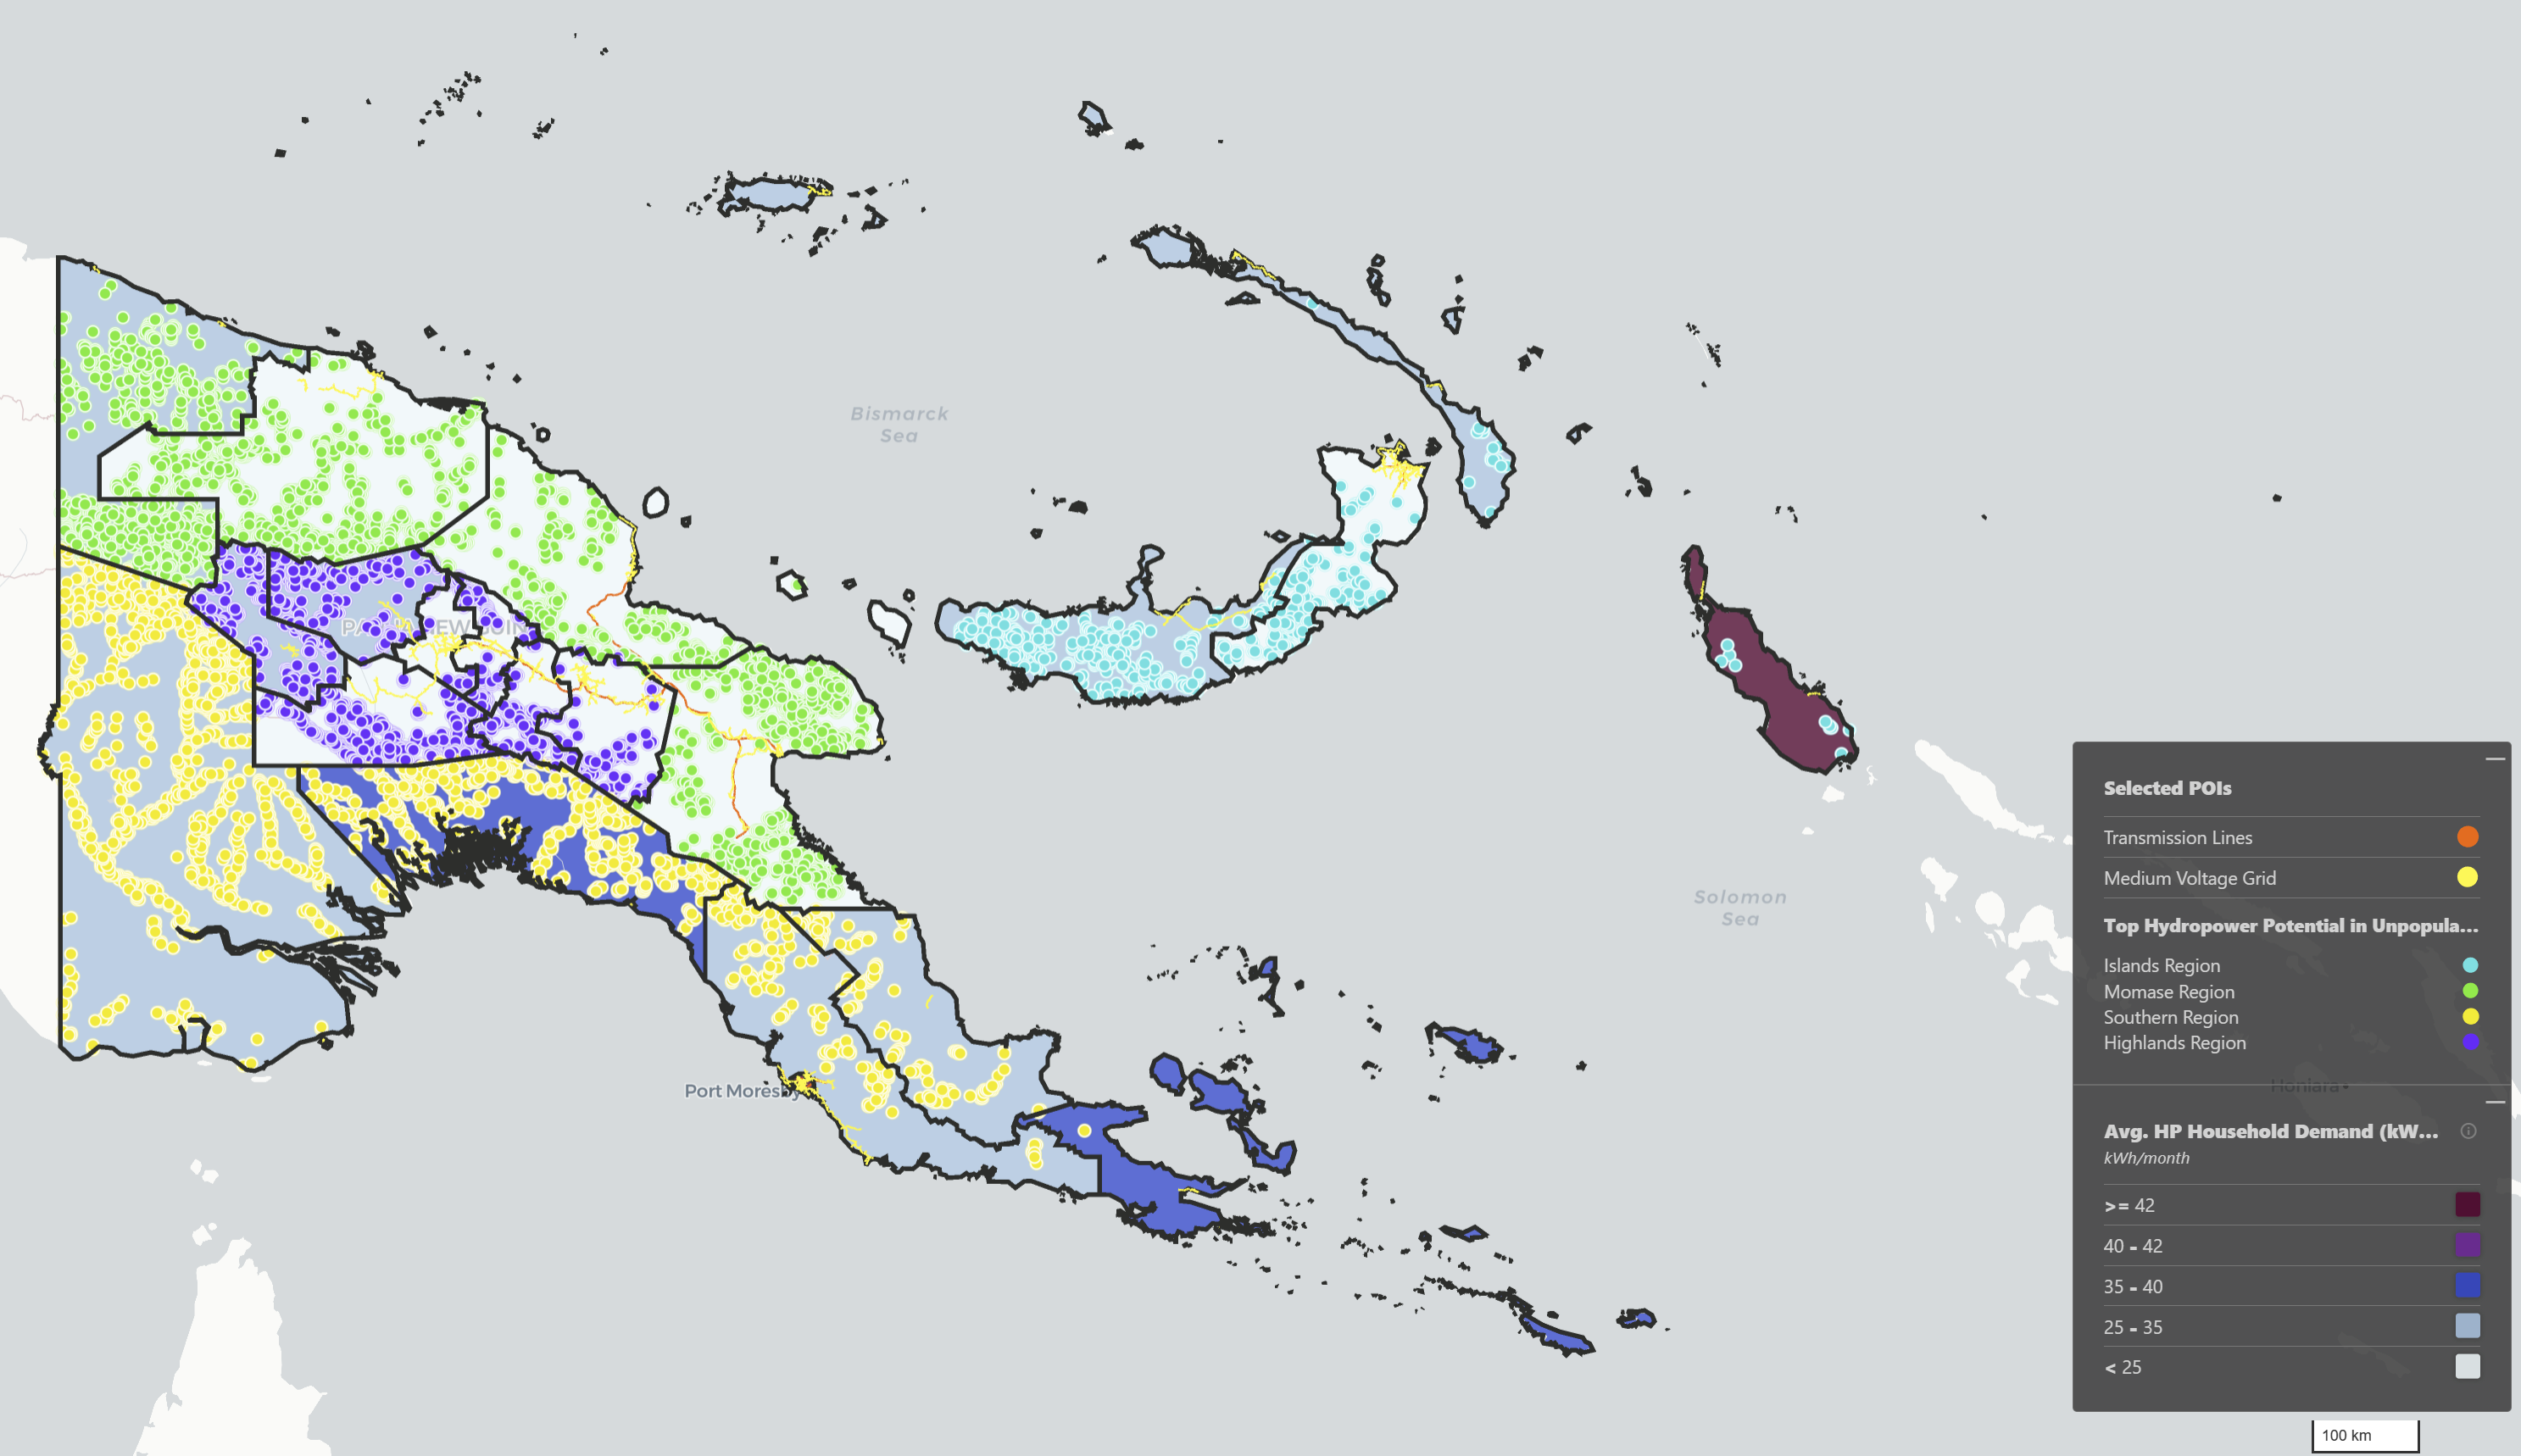 Bismarck
Sea
Solomon
Sea
Port Moresby
Selected POIs
Transmission Lines
Medium Voltage Grid
Top Hydropower Potential in Unpopula...
Islands Region
Momase Region
Southern Region
Highlands Region
Honiara
Avg. HP Household Demand (kW...
kWh/month
>= 42
40 - 42
35 - 40
25 - 35
< 25
100 km